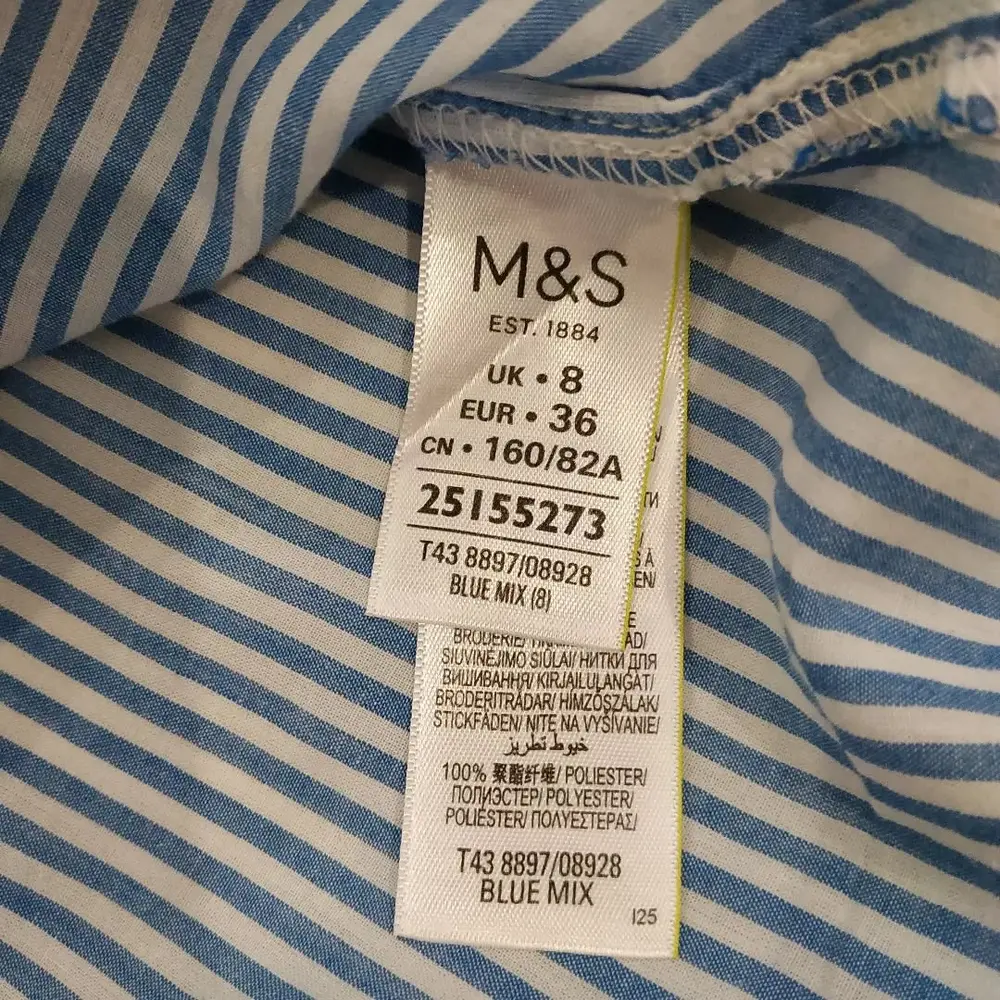 M&S
EST. 1884
UK • 8
EUR • 36
CN • 160/82A
25155273
T43 8897/08928
BLUE MIX (8)
BRODERIE/
SIUVINĖJIMO SIŪLAI/ НИТКИ ДЛЯ
ВИШИВАННЯ/ KIRJAILULANGAT/
BRODERITRÅDAR/ HÍMZŐSZÁLAK/
STICKFÄDEN/ NITĚ NA VYŠÍVANIE/
خيوط تطريز
100% 聚酯纤维/ POLIESTER/
ПОЛИЭСТЕР/ POLYESTER/
POLIÉSTER/ ΠΟΛΥΕΣΤΕΡΑΣ/
T43 8897/08928
BLUE MIX
I25